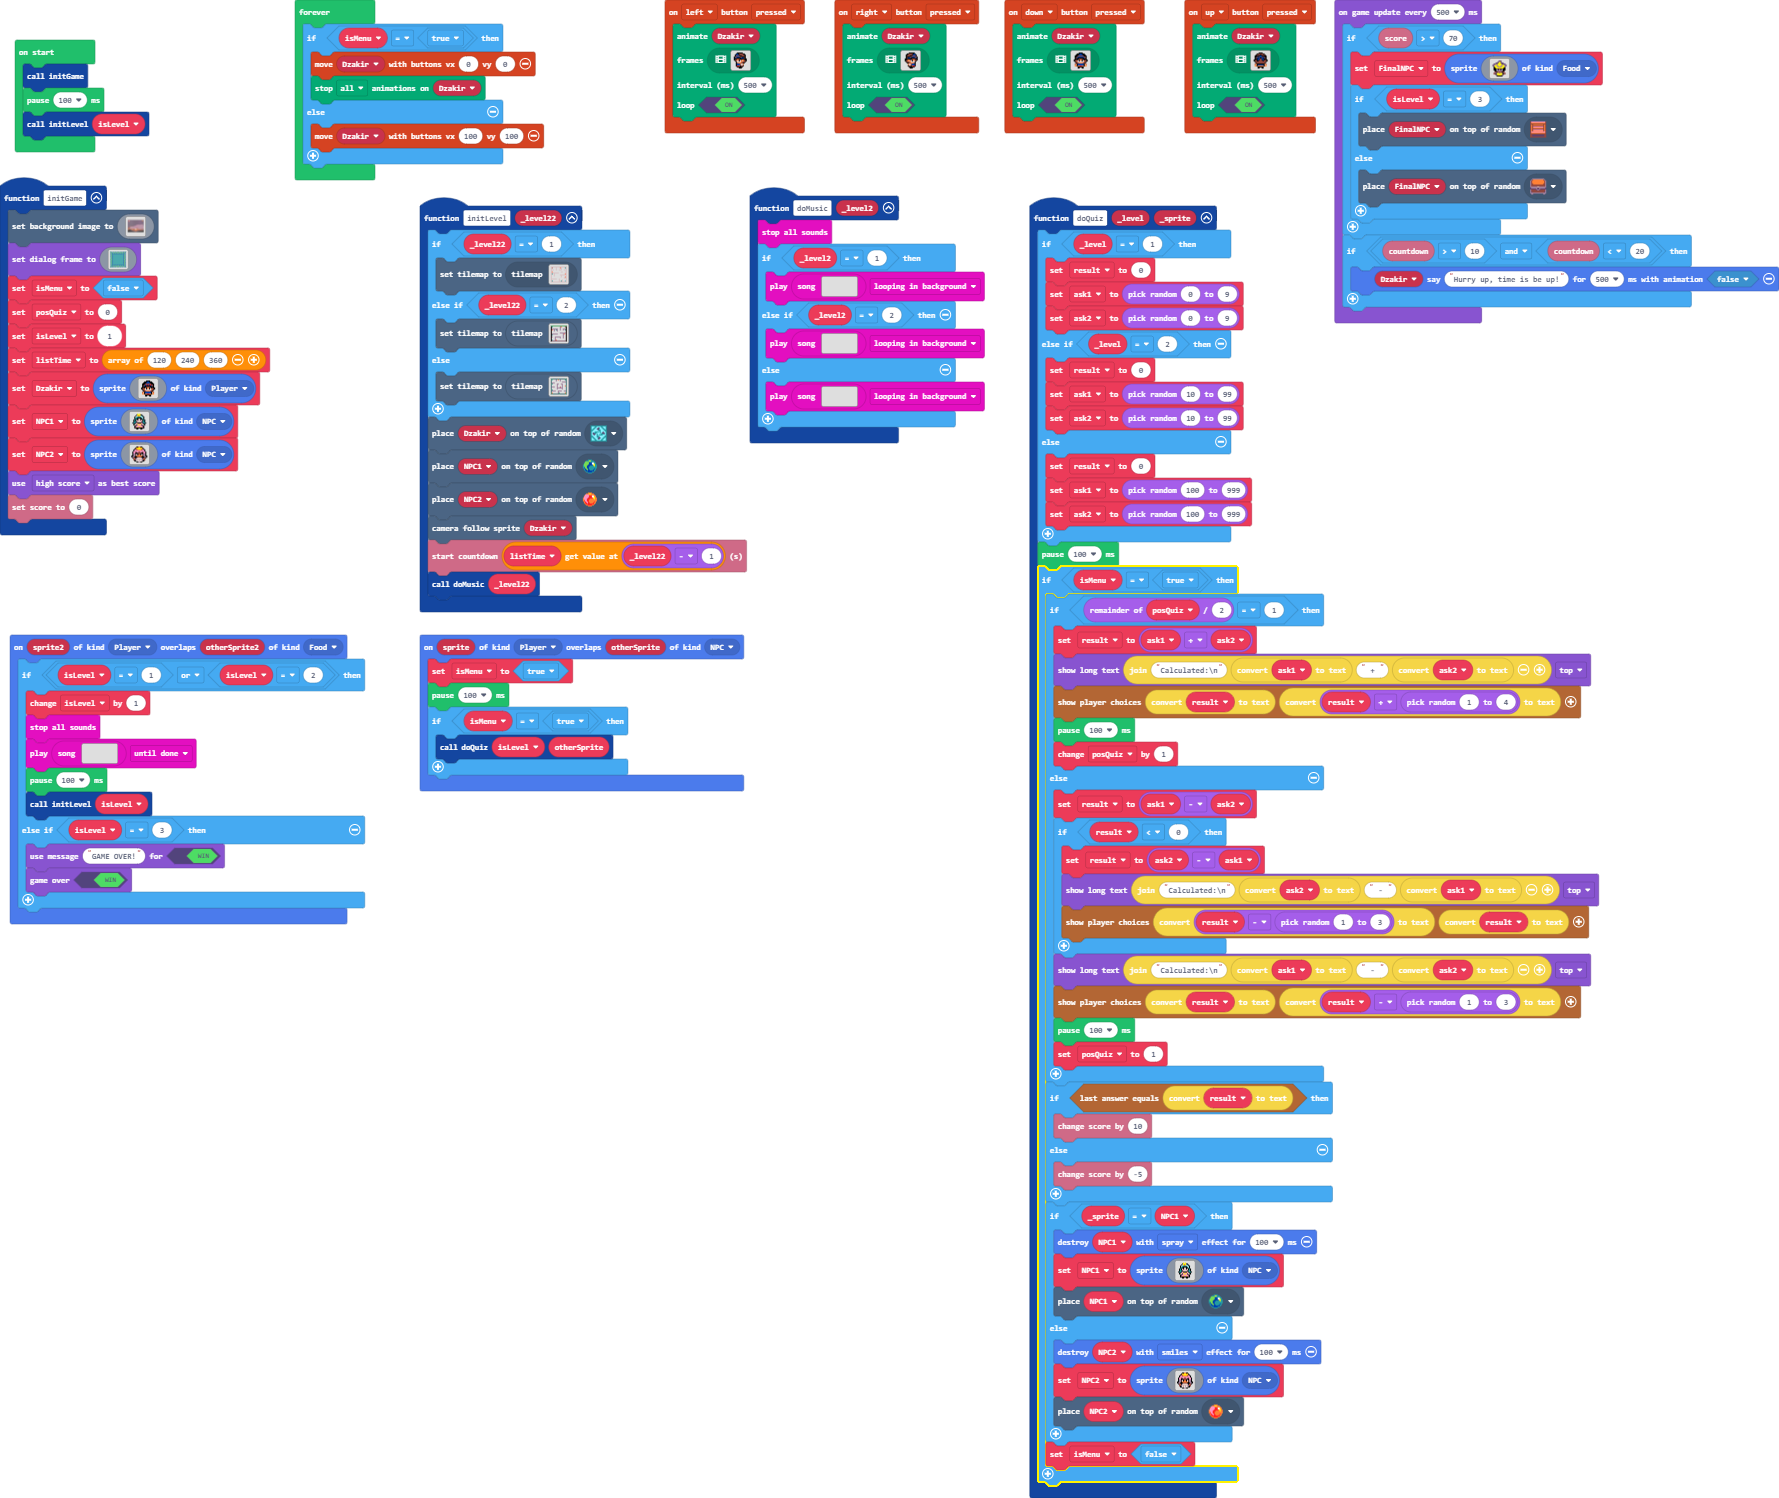 on start
call initGame
pause 100 ms
call initLevel isLevel
forever
if isMenu = true then
move Dzakir with buttons vx 0 vy 0
stop all animations on Dzakir
else
move Dzakir with buttons vx 100 vy 100
on left button pressed
animate Dzakir
frames
interval (ms) 500
loop ON
on right button pressed
animate Dzakir
frames
interval (ms) 500
loop ON
on down button pressed
animate Dzakir
frames
interval (ms) 500
loop ON
on up button pressed
animate Dzakir
frames
interval (ms) 500
loop ON
on game update every 500 ms
if score > 70 then
set FinalNPC to sprite of kind Food
if isLevel = 3 then
place FinalNPC on top of random
else
place FinalNPC on top of random
if countdown > 10 and countdown < 20 then
Dzakir say "Hurry up, time is be up!" for 500 ms with animation false
function initGame
set background image to
set dialog frame to
set isMenu to false
set posQuiz to 0
set isLevel to 1
set listTime to array of 120 240 360
set Dzakir to sprite of kind Player
set NPC1 to sprite of kind NPC
set NPC2 to sprite of kind NPC
use high score as best score
set score to 0
function initLevel _level22
if _level22 = 1 then
set tilemap to tilemap
else if _level22 = 2 then
set tilemap to tilemap
else
set tilemap to tilemap
place Dzakir on top of random
place NPC1 on top of random
place NPC2 on top of random
camera follow sprite Dzakir
start countdown listTime get value at _level22 - 1 (s)
call doMusic _level22
function doMusic _level2
stop all sounds
if _level2 = 1 then
play song looping in background
else if _level2 = 2 then
play song looping in background
else
play song looping in background
function doQuiz _level _sprite
if _level = 1 then
set result to 0
set ask1 to pick random 0 to 9
set ask2 to pick random 0 to 9
else if _level = 2 then
set result to 0
set ask1 to pick random 10 to 99
set ask2 to pick random 10 to 99
else
set result to 0
set ask1 to pick random 100 to 999
set ask2 to pick random 100 to 999
pause 100 ms
if isMenu = true then
if remainder of posQuiz / 2 = 1 then
set result to ask1 + ask2
show long text join "Calculated:\n" convert ask1 to text " + " convert ask2 to text top
show player choices convert result to text convert result + pick random 1 to 4 to text
pause 100 ms
change posQuiz by 1
else
set result to ask1 - ask2
if result < 0 then
set result to ask2 - ask1
show long text join "Calculated:\n" convert ask2 to text " - " convert ask1 to text top
show player choices convert result - pick random 1 to 3 to text convert result to text
show long text join "Calculated:\n" convert ask1 to text " - " convert ask2 to text top
show player choices convert result to text convert result - pick random 1 to 3 to text
pause 100 ms
set posQuiz to 1
if last answer equals convert result to text then
change score by 10
else
change score by -5
if _sprite = NPC1 then
destroy NPC1 with spray effect for 100 ms
set NPC1 to sprite of kind NPC
place NPC1 on top of random
else
destroy NPC2 with smiles effect for 100 ms
set NPC2 to sprite of kind NPC
place NPC2 on top of random
set isMenu to false
on sprite2 of kind Player overlaps otherSprite2 of kind Food
if isLevel = 1 or isLevel = 2 then
change isLevel by 1
stop all sounds
play song until done
pause 100 ms
call initLevel isLevel
else if isLevel = 3 then
use message "GAME OVER!" for WIN
game over WIN
on sprite of kind Player overlaps otherSprite of kind NPC
set isMenu to true
pause 100 ms
if isMenu = true then
call doQuiz isLevel otherSprite